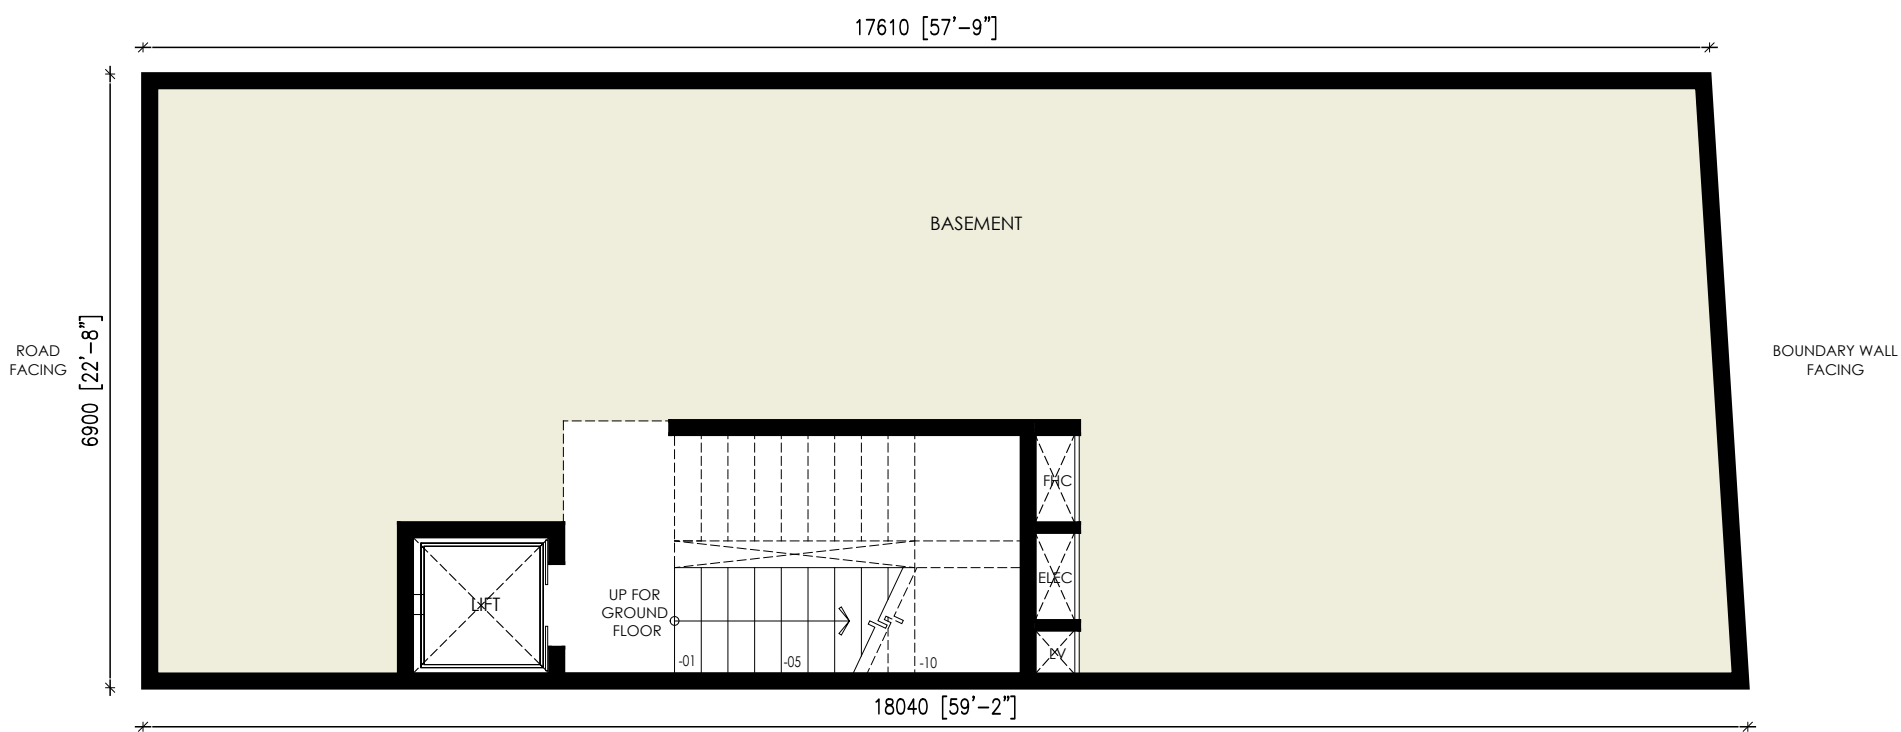 17610 [57'-9"]
BASEMENT
ROAD
FACING
6900 [22'-8"]
BOUNDARY WALL
FACING
FHC
ELEC
LV
LIFT
UP FOR
GROUND
FLOOR
-01
-05
-10
18040 [59'-2"]